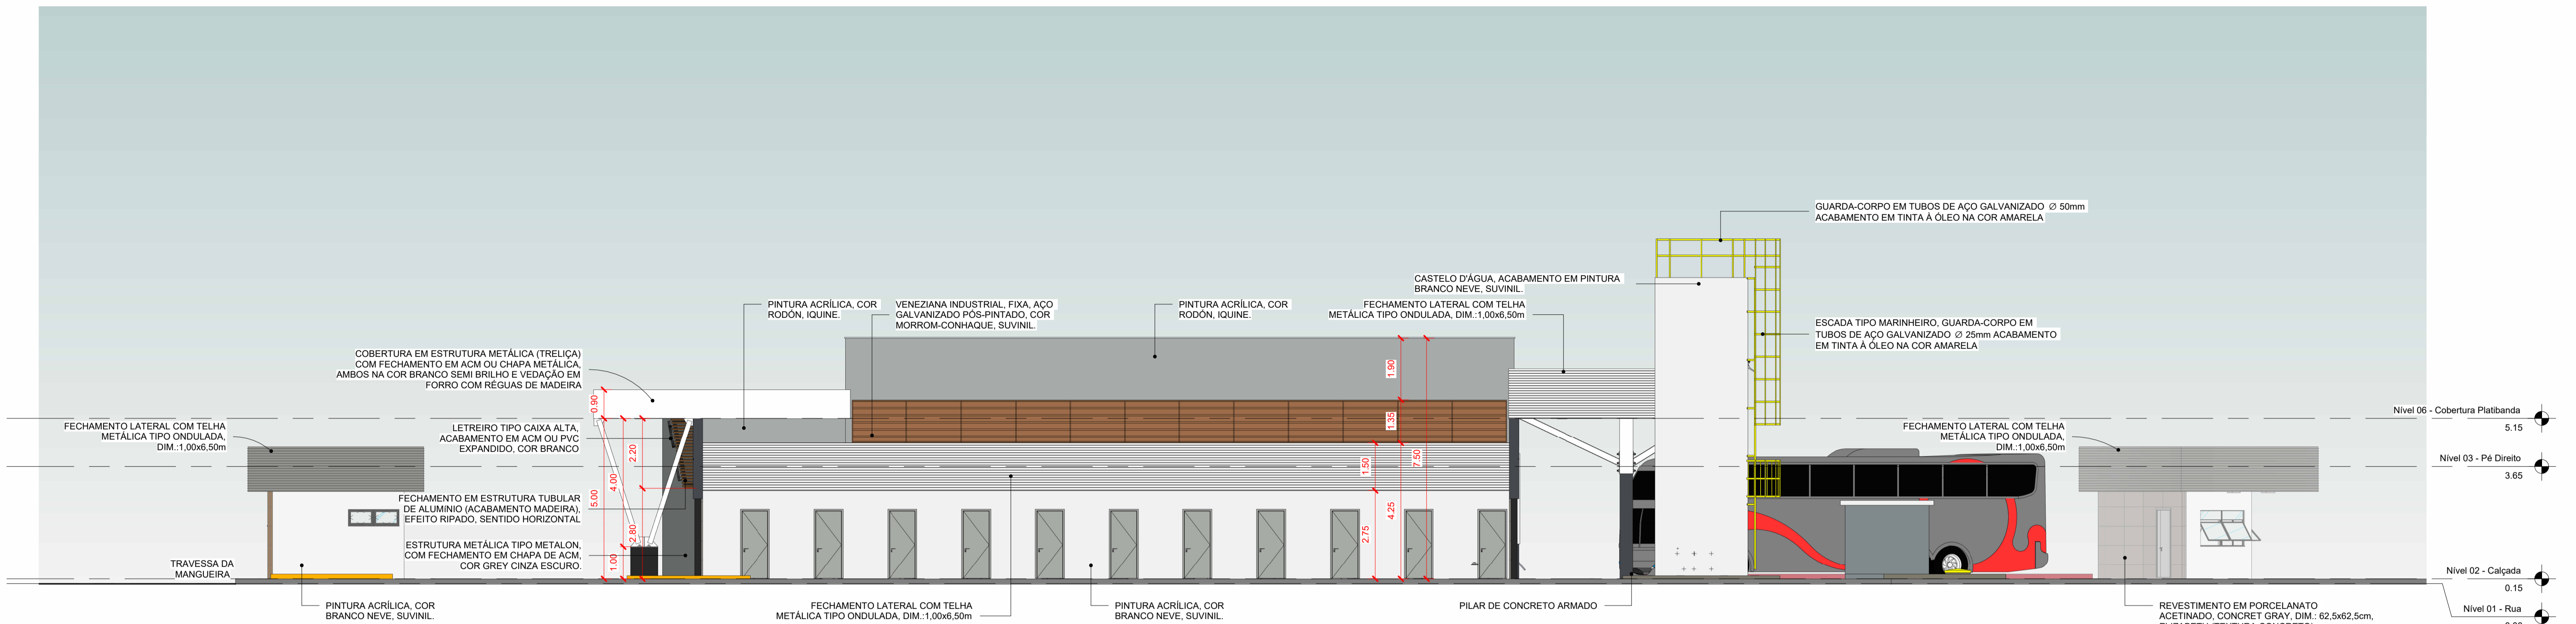 GUARDA-CORPO EM TUBOS DE AÇO GALVANIZADO Ø 50mm
ACABAMENTO EM TINTA À ÓLEO NA COR AMARELA
CASTELO D'ÁGUA, ACABAMENTO EM PINTURA
BRANCO NEVE, SUVINIL.
PINTURA ACRÍLICA, COR
RODÓN, IQUINE.
VENEZIANA INDUSTRIAL, FIXA, AÇO
GALVANIZADO PÓS-PINTADO, COR
MORROM-CONHAQUE, SUVINIL.
PINTURA ACRÍLICA, COR
RODÓN, IQUINE.
FECHAMENTO LATERAL COM TELHA
METÁLICA TIPO ONDULADA, DIM.:1,00x6,50m
ESCADA TIPO MARINHEIRO, GUARDA-CORPO EM
TUBOS DE AÇO GALVANIZADO Ø 25mm ACABAMENTO
EM TINTA À ÓLEO NA COR AMARELA
COBERTURA EM ESTRUTURA METÁLICA (TRELIÇA)
COM FECHAMENTO EM ACM OU CHAPA METÁLICA,
AMBOS NA COR BRANCO SEMI BRILHO E VEDAÇÃO EM
FORRO COM RÉGUAS DE MADEIRA
1.90
0.90
1.35
Nível 06 - Cobertura Platibanda
5.15
FECHAMENTO LATERAL COM TELHA
METÁLICA TIPO ONDULADA,
DIM.:1,00x6,50m
LETREIRO TIPO CAIXA ALTA,
ACABAMENTO EM ACM OU PVC
EXPANDIDO, COR BRANCO
FECHAMENTO LATERAL COM TELHA
METÁLICA TIPO ONDULADA,
DIM.:1,00x6,50m
2.20
4.00
5.00
1.50
7.50
4.25
Nível 03 - Pé Direito
3.65
FECHAMENTO EM ESTRUTURA TUBULAR
DE ALUMíNIO (ACABAMENTO MADEIRA),
EFEITO RIPADO, SENTIDO HORIZONTAL
2.80
2.75
1.00
ESTRUTURA METÁLICA TIPO METALON,
COM FECHAMENTO EM CHAPA DE ACM,
COR GREY CINZA ESCURO.
TRAVESSA DA
MANGUEIRA
Nível 02 - Calçada
0.15
PINTURA ACRÍLICA, COR
BRANCO NEVE, SUVINIL.
FECHAMENTO LATERAL COM TELHA
METÁLICA TIPO ONDULADA, DIM.:1,00x6,50m
PINTURA ACRÍLICA, COR
BRANCO NEVE, SUVINIL.
PILAR DE CONCRETO ARMADO
REVESTIMENTO EM PORCELANATO
ACETINADO, CONCRET GRAY, DIM.: 62,5x62,5cm,
Nível 01 - Rua